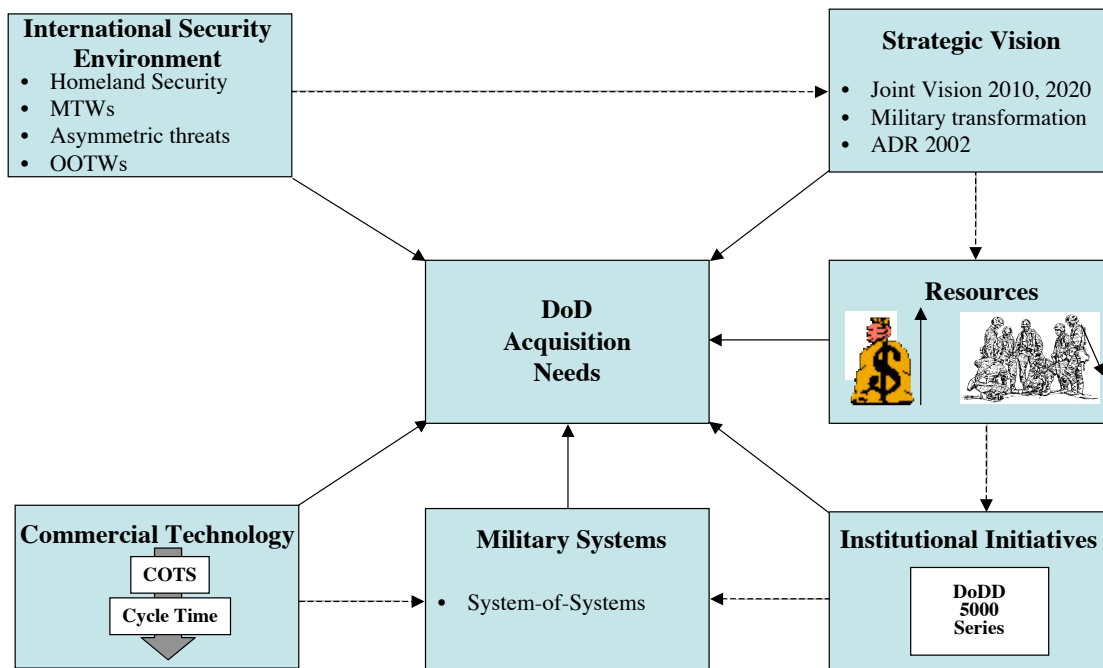 International Security
Environment
• Homeland Security
• MTWs
• Asymmetric threats
• OOTWs
Strategic Vision
• Joint Vision 2010, 2020
• Military transformation
• ADR 2002
DoD
Acquisition
Needs
Resources
$
Commercial Technology
COTS
Cycle Time
Military Systems
• System-of-Systems
Institutional Initiatives
DoDD
5000
Series